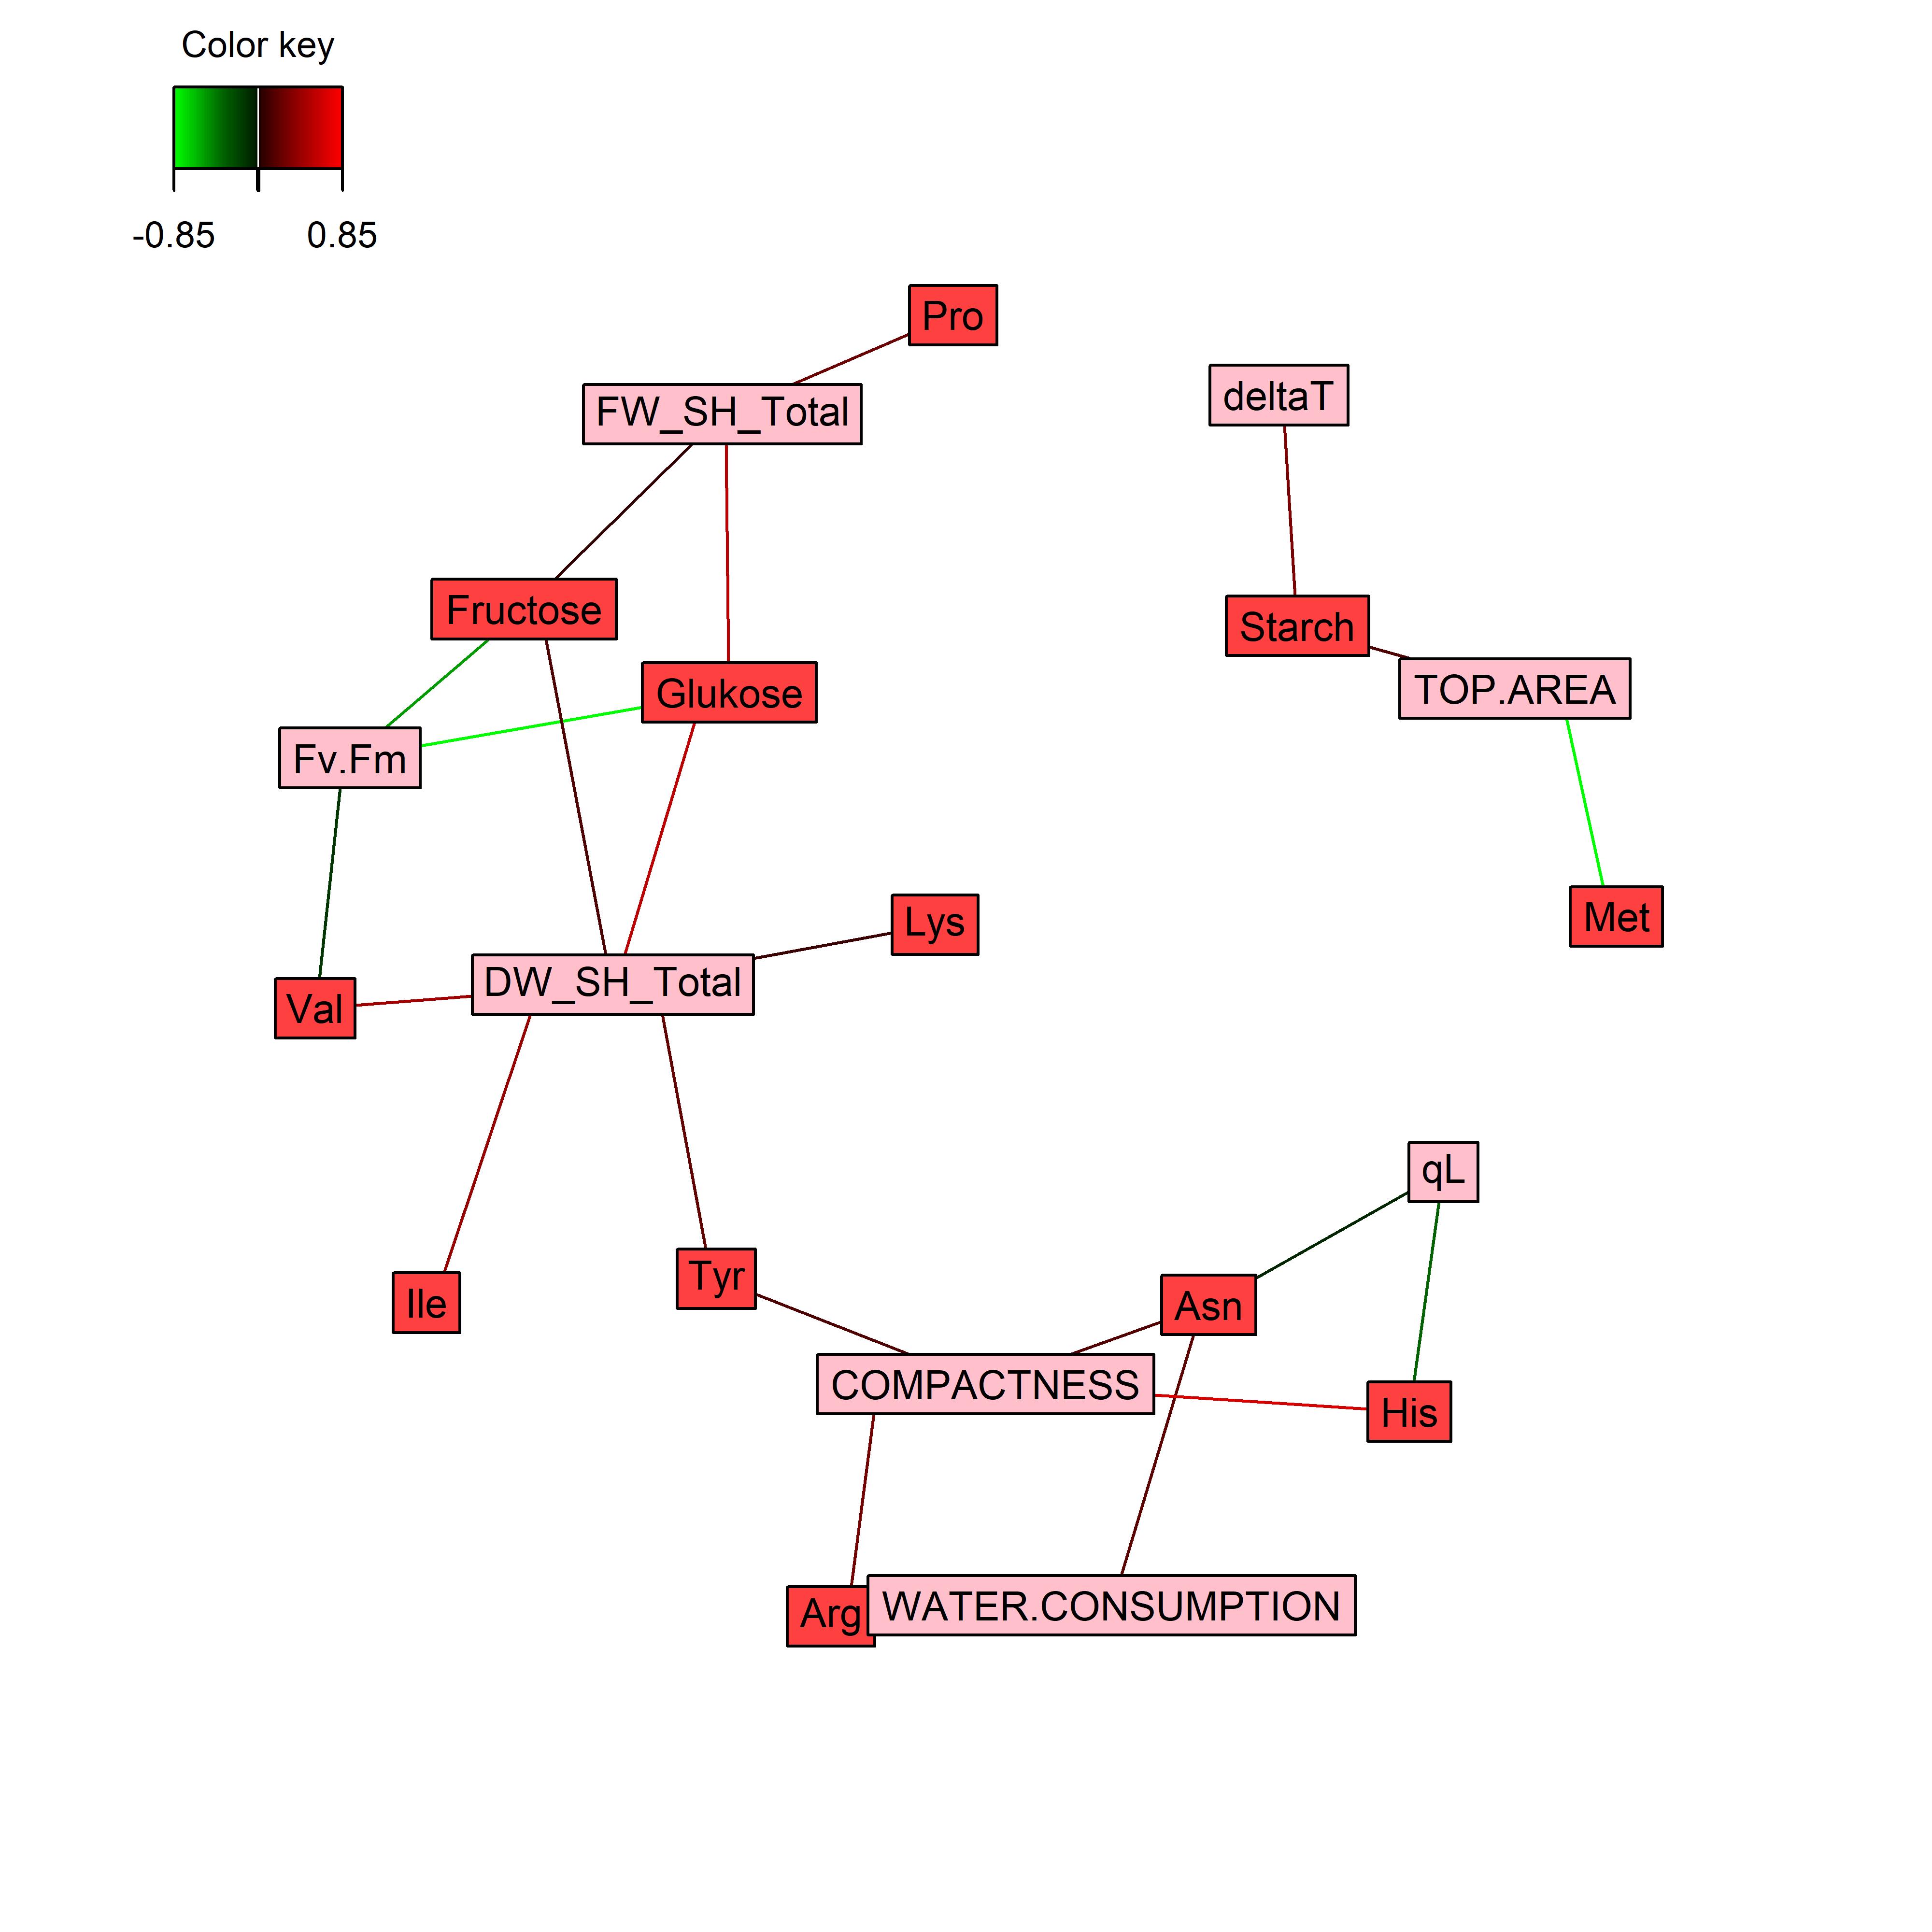 Color key
-0.85 0.85
Pro
deltaT
FW_SH_Total
Fructose
Starch
Glukose
TOP.AREA
Fv.Fm
Met
Lys
DW_SH_Total
Val
qL
Tyr
Ile
Asn
COMPACTNESS
His
Arg
WATER.CONSUMPTION